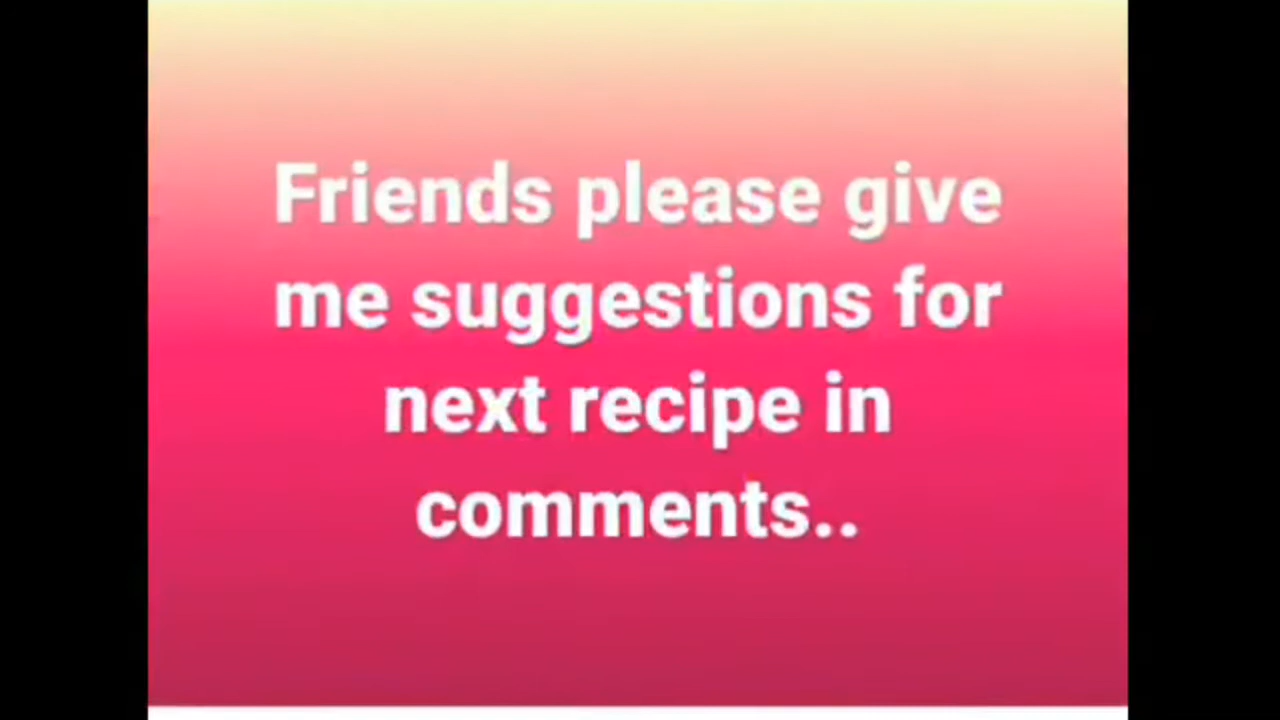 Friends please give
me suggestions for
next recipe in
comments..